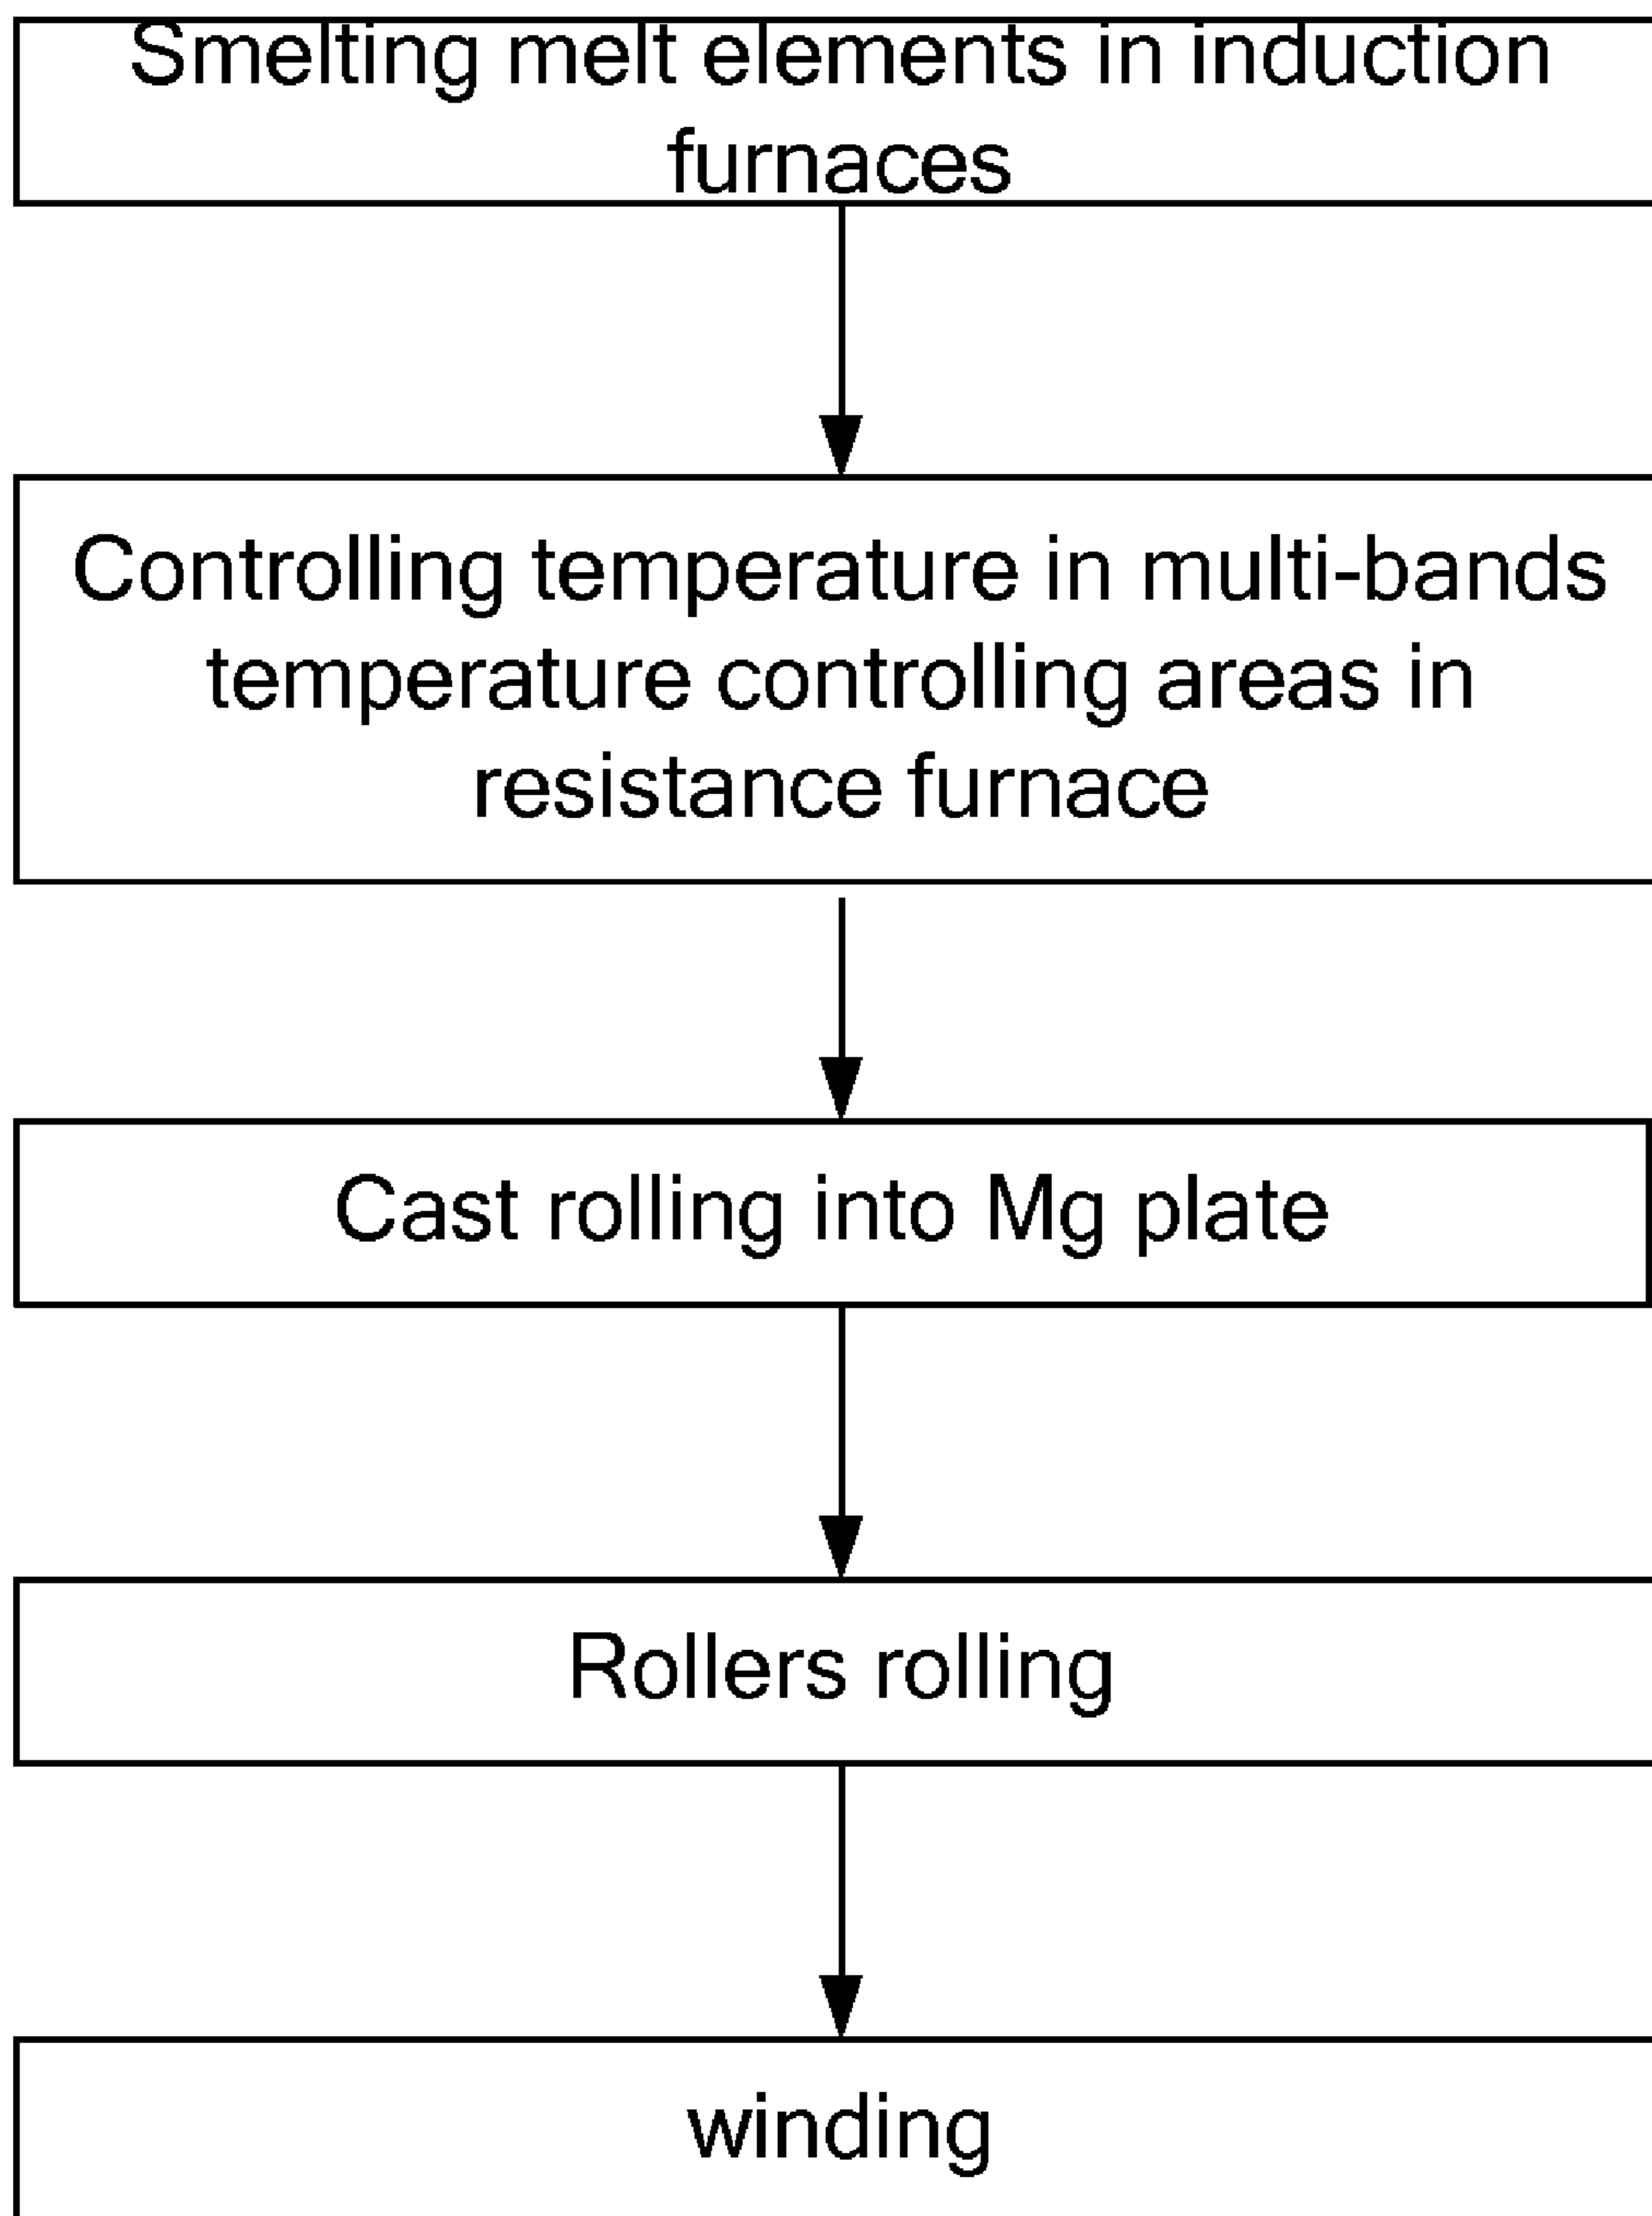 Smelting melt elements in induction
furnaces
Controlling temperature in multi-bands
temperature controlling areas in
resistance furnace
Cast rolling into Mg plate
Rollers rolling
winding